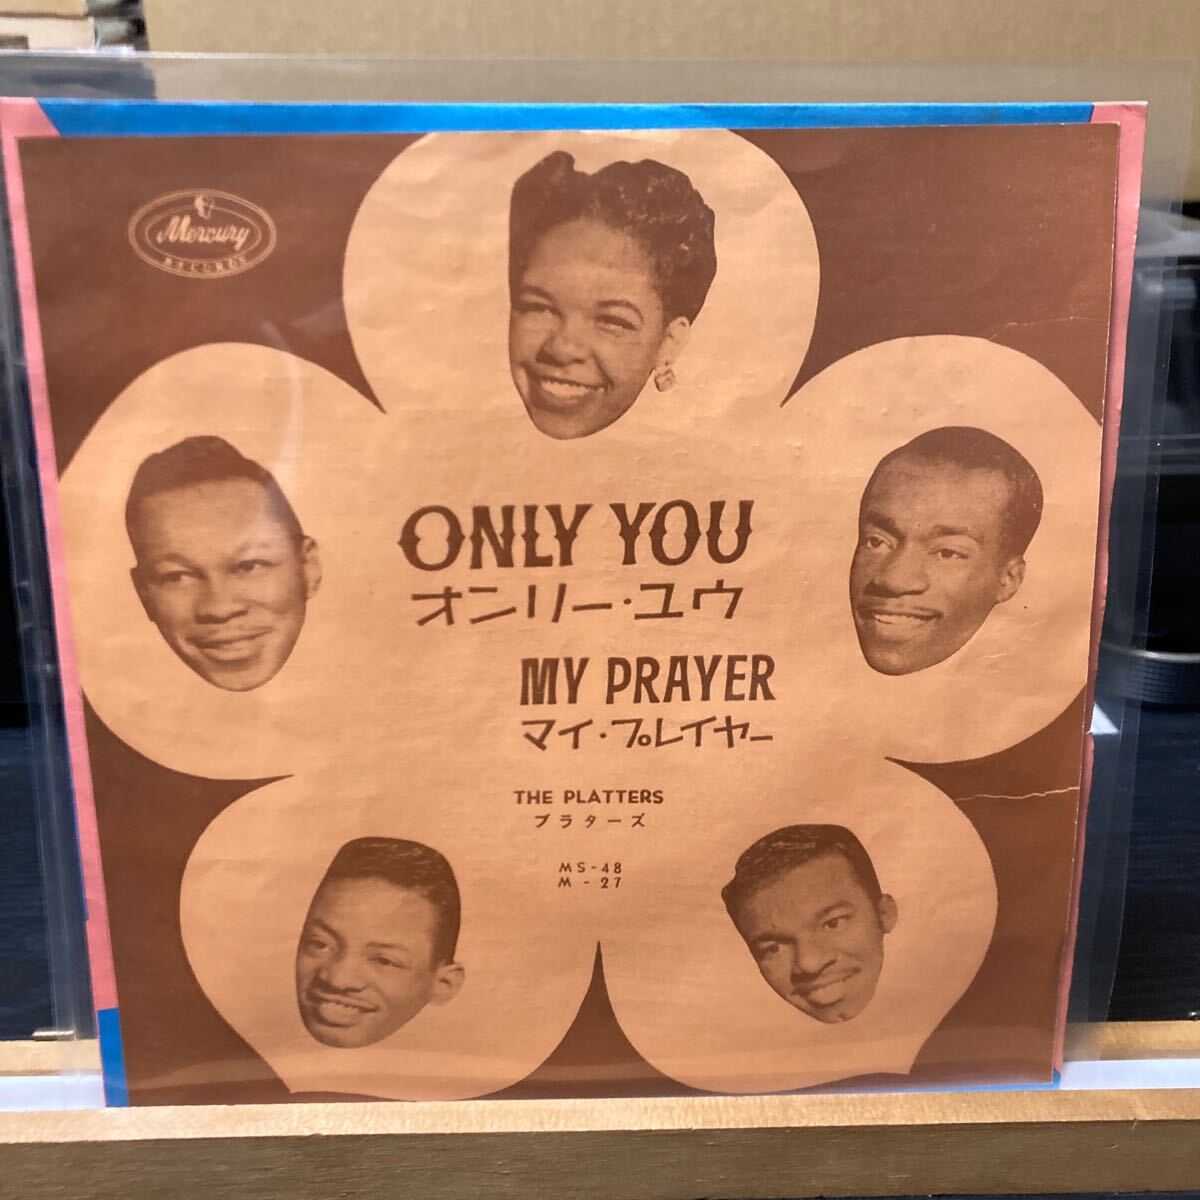 Mercury
RECORDS
ONLY YOU
オンリー・ユウ
MY PRAYER
マイ・プレイヤー
THE PLATTERS
プラターズ
MS-48
M-27